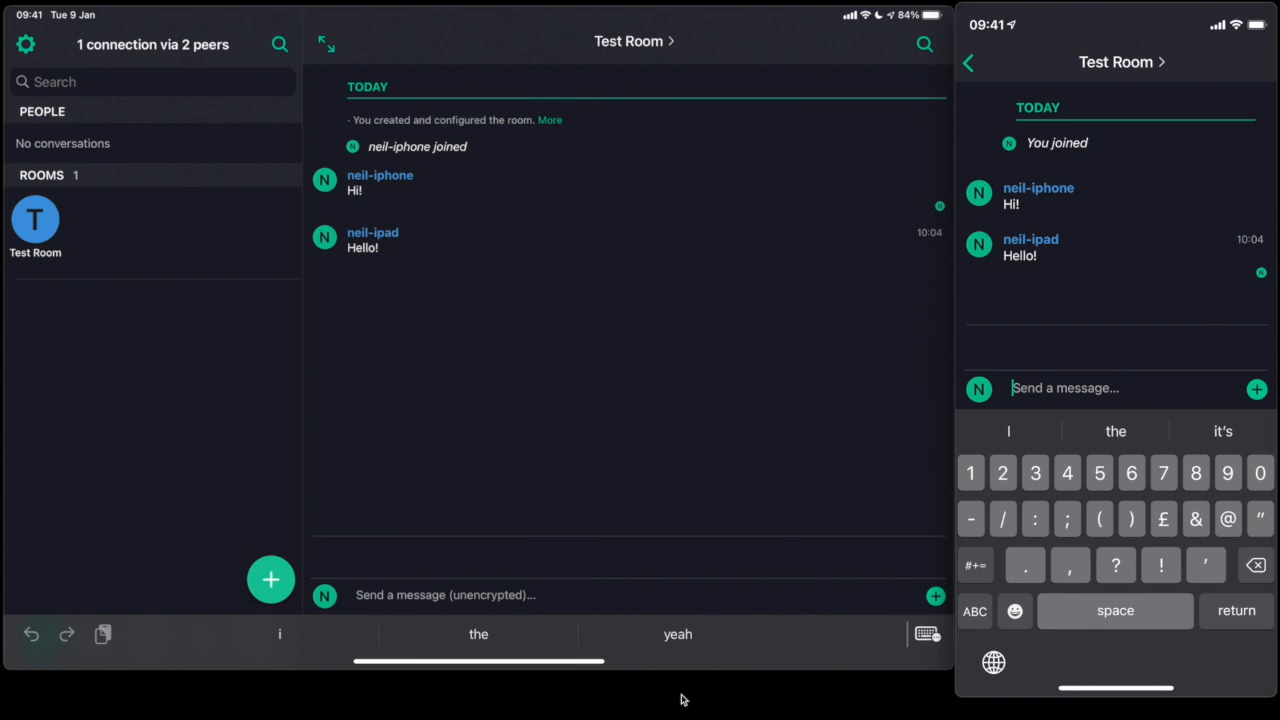 09:41 Tue 9 Jan
84%
1 connection via 2 peers
Search
PEOPLE
No conversations
ROOMS 1
T
Test Room
Test Room
TODAY
· You created and configured the room. More
N neil-iphone joined
N neil-iphone
Hi!
N
N neil-ipad 10:04
Hello!
N Send a message (unencrypted)...
i the yeah
09:41
Test Room
TODAY
N You joined
N neil-iphone
Hi!
N neil-ipad 10:04
Hello!
N
N Send a message...
I the it's
1 2 3 4 5 6 7 8 9 0
- / : ; ( ) £ & @ "
#+= . , ? ! '
ABC space return